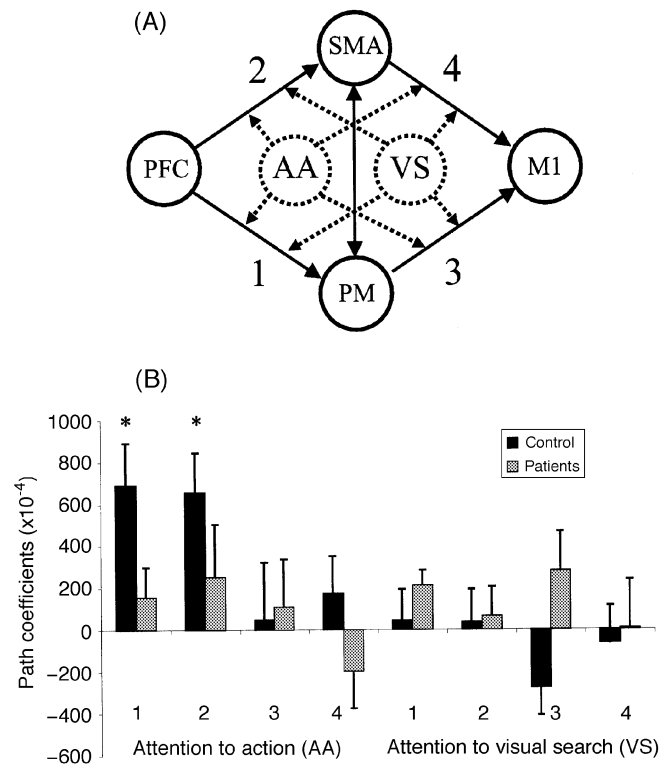 (A)
SMA
2
4
PFC
AA
VS
M1
1
3
PM
(B)
1000
800
600
400
200
0
−200
−400
−600
Path coefficients (x10⁻⁴)
*
*
Control
Patients
1 2 3 4 1 2 3 4
Attention to action (AA) Attention to visual search (VS)